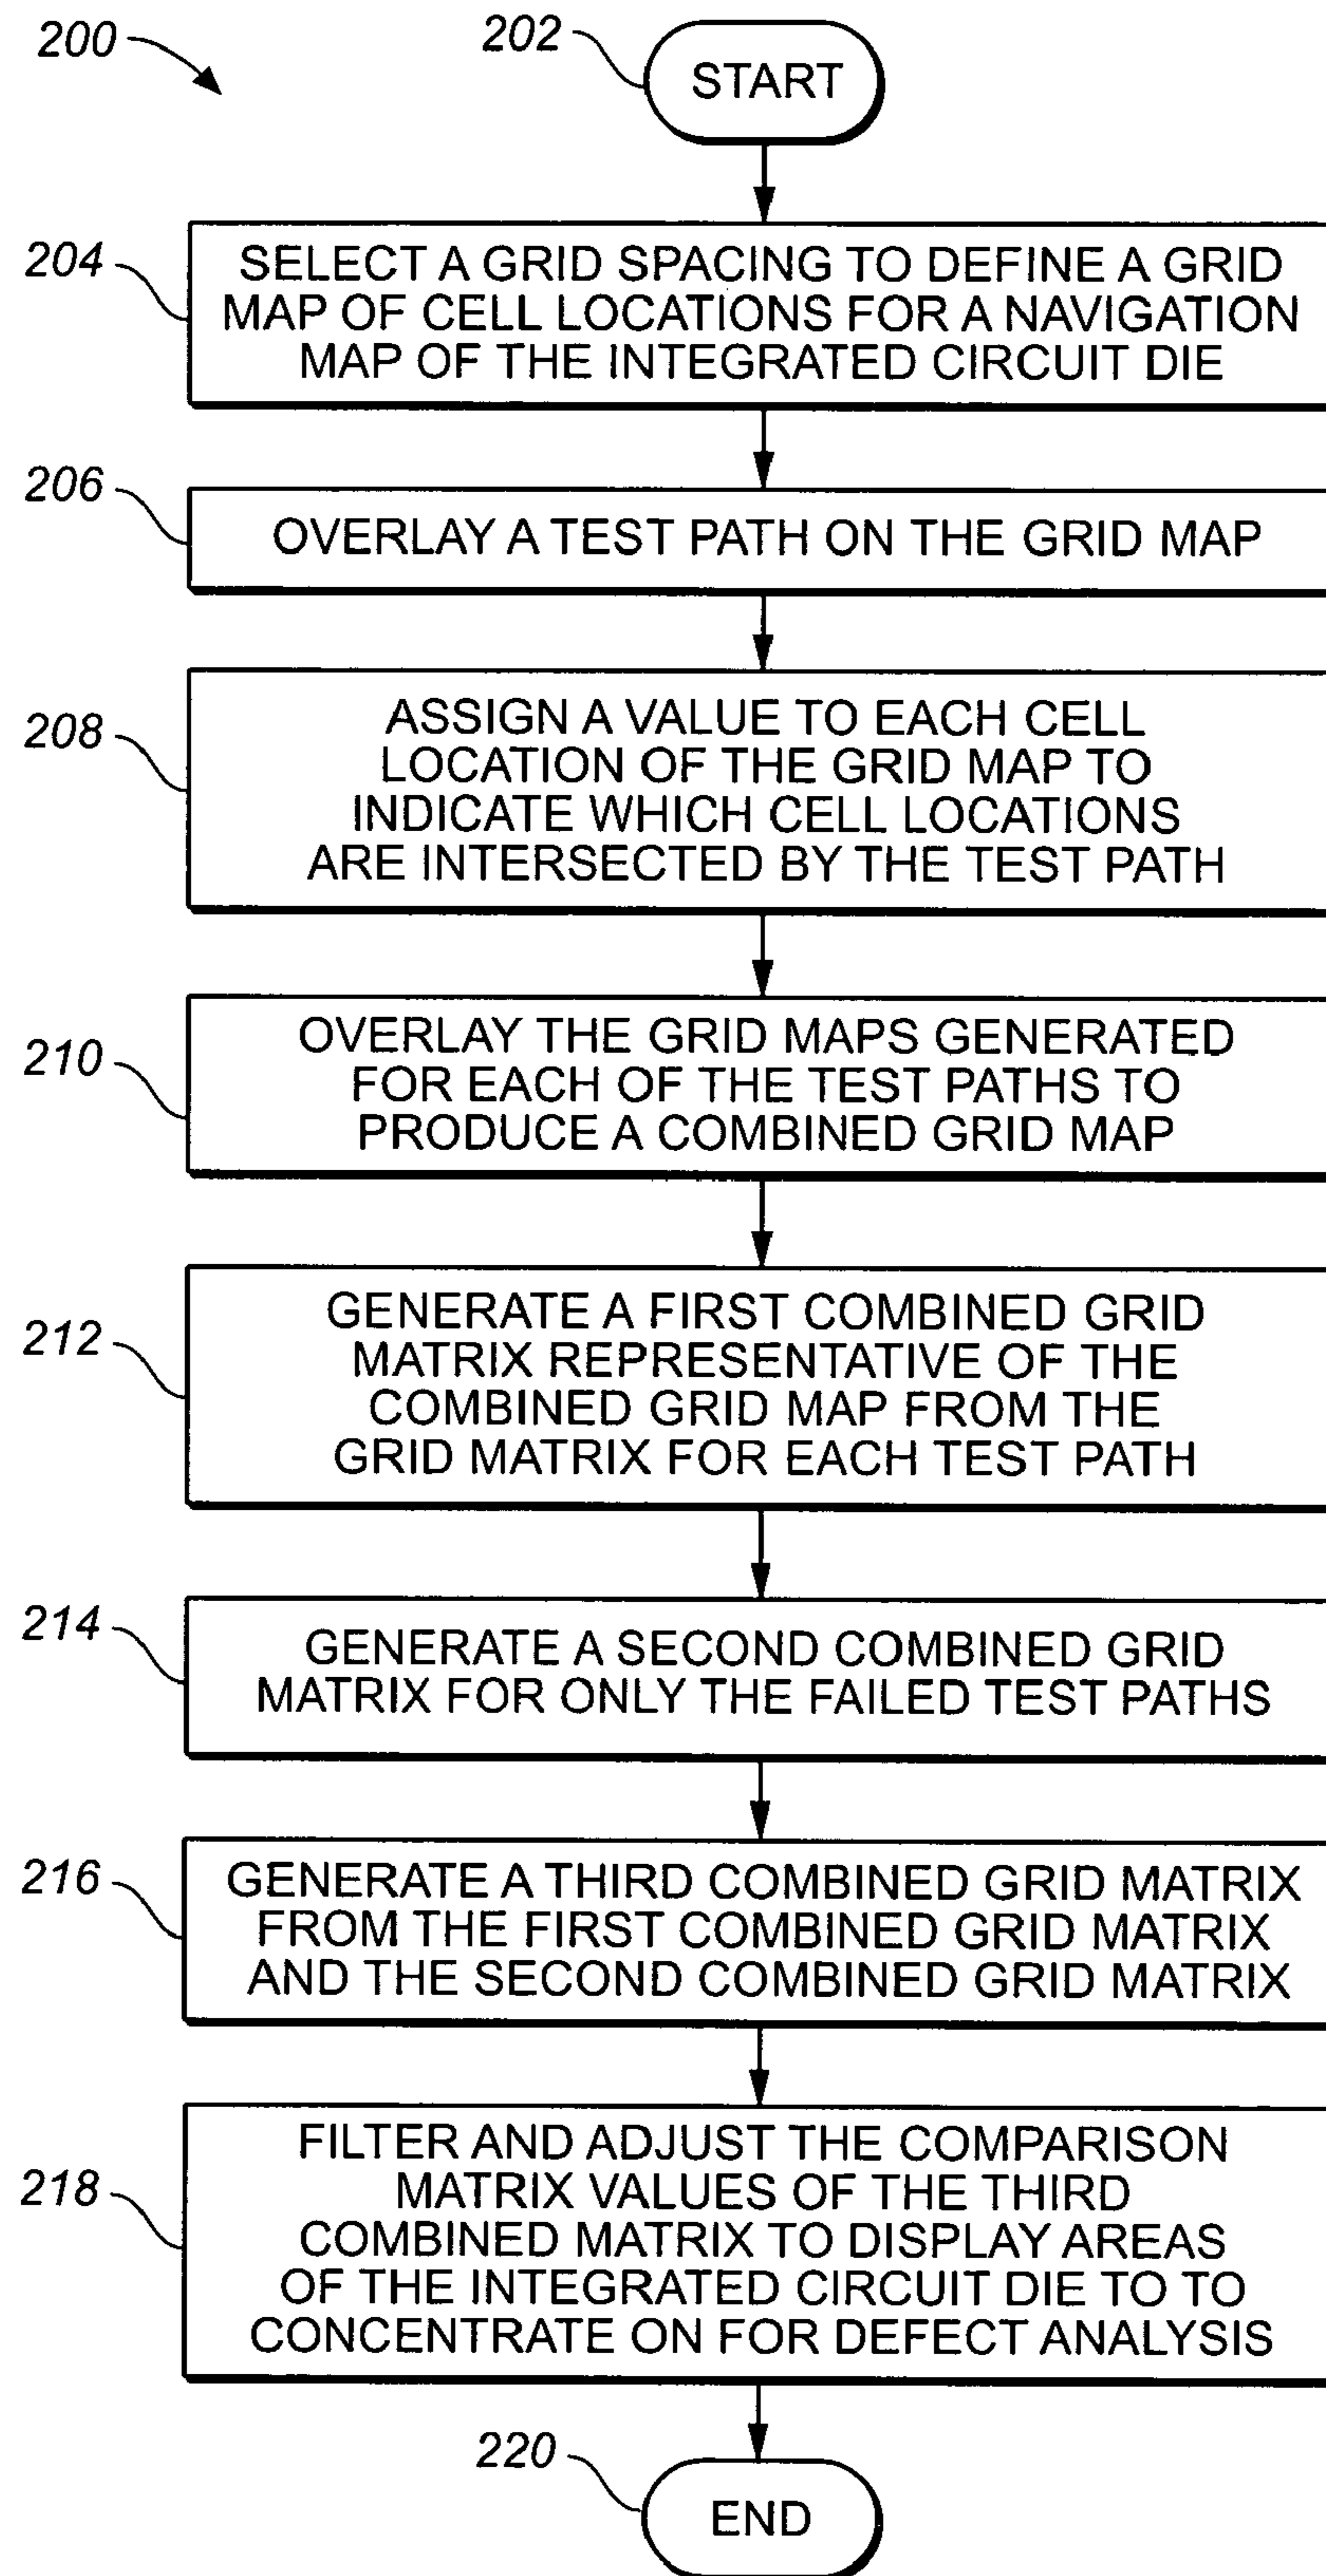 200
202
START
204
SELECT A GRID SPACING TO DEFINE A GRID
MAP OF CELL LOCATIONS FOR A NAVIGATION
MAP OF THE INTEGRATED CIRCUIT DIE
206
OVERLAY A TEST PATH ON THE GRID MAP
208
ASSIGN A VALUE TO EACH CELL
LOCATION OF THE GRID MAP TO
INDICATE WHICH CELL LOCATIONS
ARE INTERSECTED BY THE TEST PATH
210
OVERLAY THE GRID MAPS GENERATED
FOR EACH OF THE TEST PATHS TO
PRODUCE A COMBINED GRID MAP
212
GENERATE A FIRST COMBINED GRID
MATRIX REPRESENTATIVE OF THE
COMBINED GRID MAP FROM THE
GRID MATRIX FOR EACH TEST PATH
214
GENERATE A SECOND COMBINED GRID
MATRIX FOR ONLY THE FAILED TEST PATHS
216
GENERATE A THIRD COMBINED GRID MATRIX
FROM THE FIRST COMBINED GRID MATRIX
AND THE SECOND COMBINED GRID MATRIX
218
FILTER AND ADJUST THE COMPARISON
MATRIX VALUES OF THE THIRD
COMBINED MATRIX TO DISPLAY AREAS
OF THE INTEGRATED CIRCUIT DIE TO TO
CONCENTRATE ON FOR DEFECT ANALYSIS
220
END